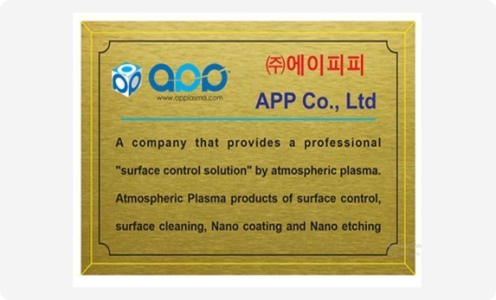 app
www.applasma.com
㈜에이피피
APP Co., Ltd
A company that provides a professional
"surface control solution" by atmospheric plasma.
Atmospheric Plasma products of surface control,
surface cleaning, Nano coating and Nano etching